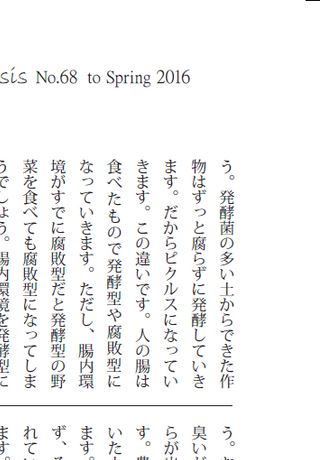 sis No.68 to Spring 2016
う。発酵菌の多い土からできた作
物はずっと腐らずに発酵していき
ます。だからピクルスになってい
きます。この違いです。人の腸は
食べたもので発酵型や腐敗型に
なっていきます。ただし、腸内環
境がすでに腐敗型だと発酵型の野
菜を食べても腐敗型になってしま
うでしょう。腸内環境を発酵型に
う。
臭い
らが
す。
いた
ます。
ず、
れて
ます。